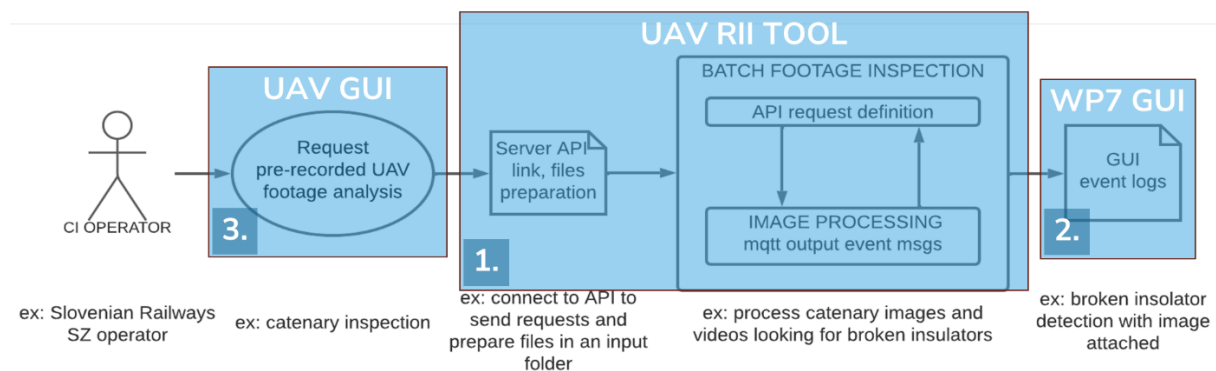 UAV RII TOOL
UAV GUI
BATCH FOOTAGE INSPECTION
WP7 GUI
API request definition
Request
pre-recorded UAV
footage analysis
Server API
link, files
preparation
GUI
event logs
IMAGE PROCESSING
mqtt output event msgs
CI OPERATOR
3.
1.
2.
ex: Slovenian Railways
SZ operator
ex: catenary inspection
ex: connect to API to
send requests and
prepare files in an input
folder
ex: process catenary images and
videos looking for broken insulators
ex: broken insolator
detection with image
attached